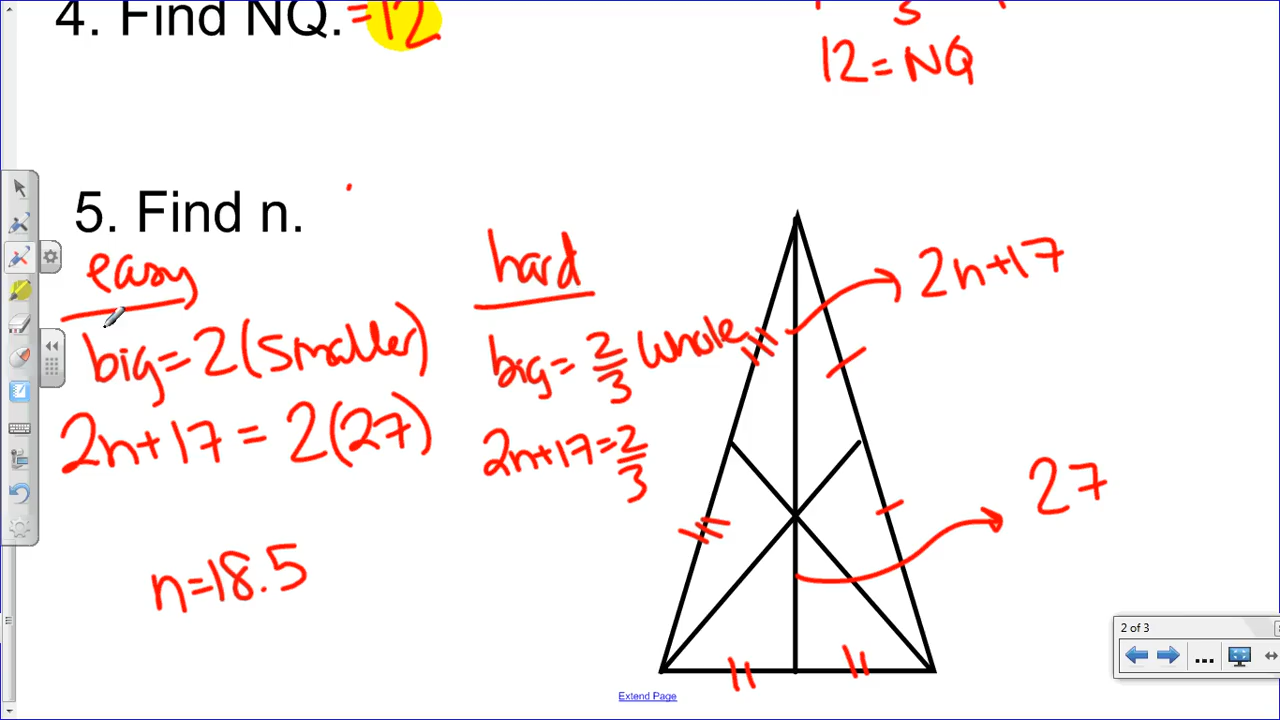 4. Find NQ. = 12
3
12 = NQ
5. Find n.
easy
big = 2(smaller)
2n+17 = 2(27)
n=18.5
hard
big = 2/3 whole
2n+17 = 2/3
2n+17
27
2 of 3
...
Extend Page